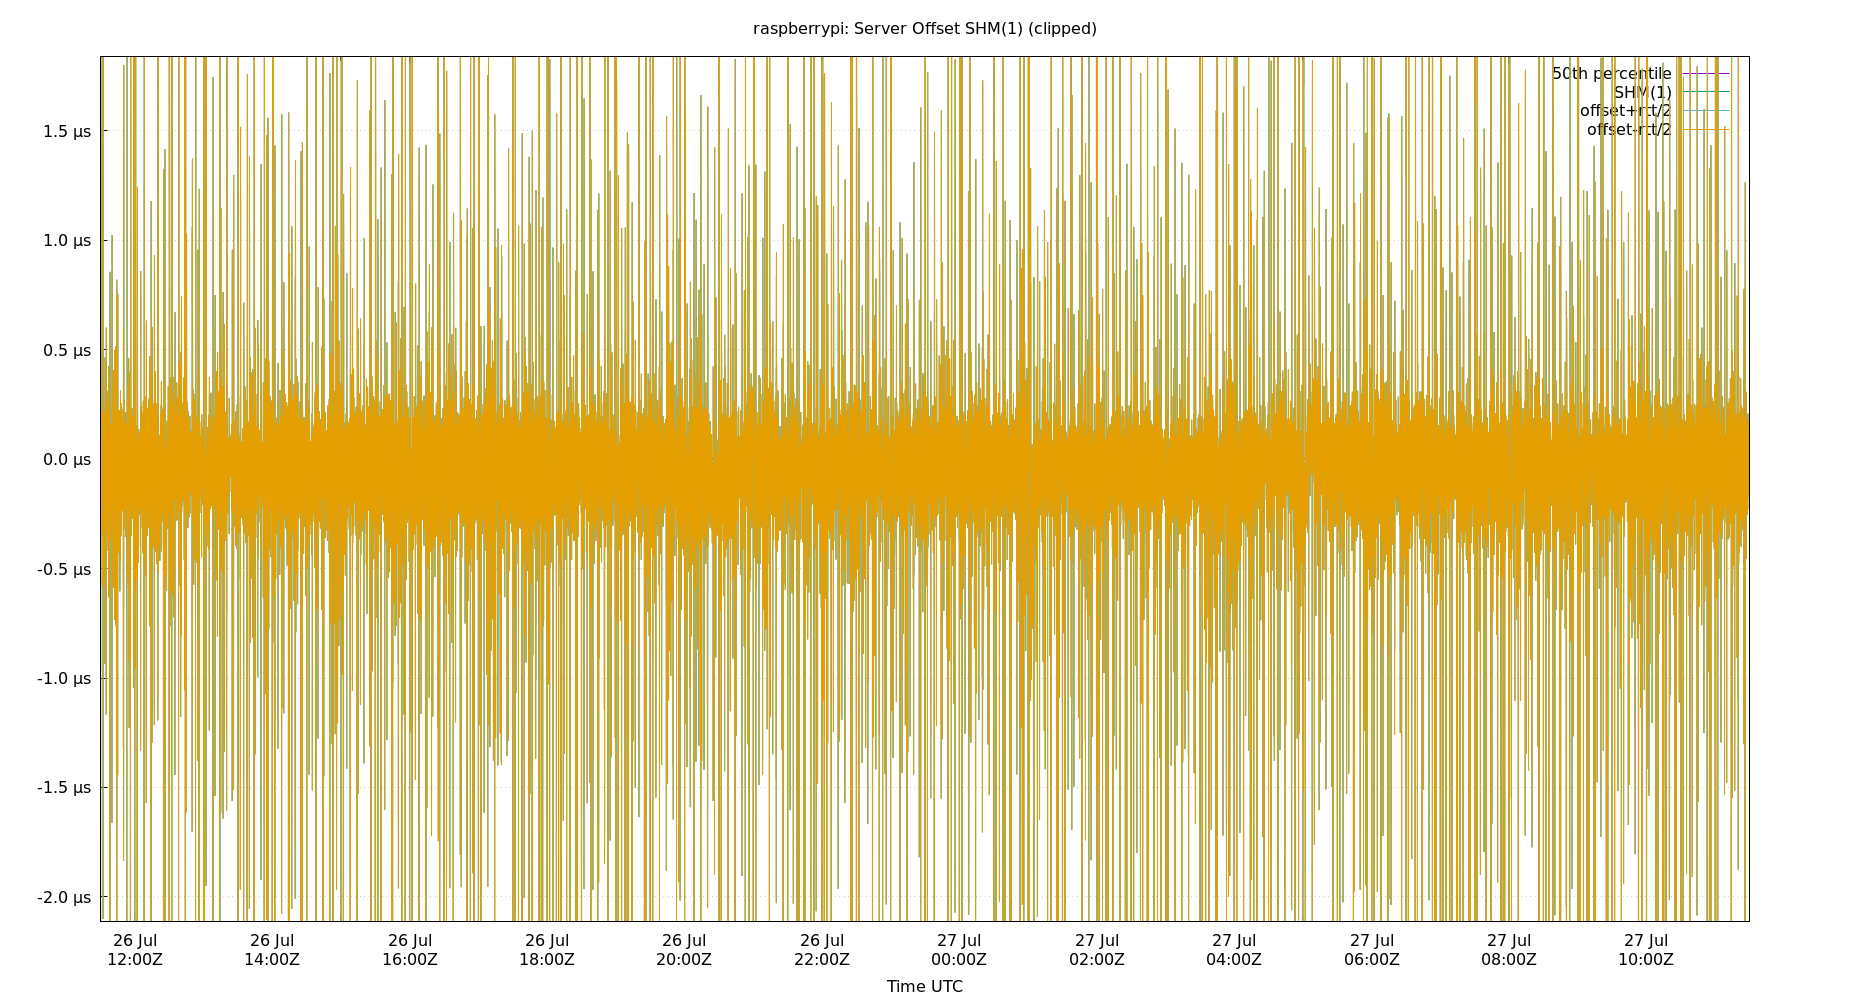 raspberrypi: Server Offset SHM(1) (clipped)
50th percentile
SHM(1)
offset+rtt/2
offset-rtt/2
1.5 µs
1.0 µs
0.5 µs
0.0 µs
-0.5 µs
-1.0 µs
-1.5 µs
-2.0 µs
26 Jul 26 Jul 26 Jul 26 Jul 26 Jul 26 Jul 27 Jul 27 Jul 27 Jul 27 Jul 27 Jul 27 Jul
12:00Z 14:00Z 16:00Z 18:00Z 20:00Z 22:00Z 00:00Z 02:00Z 04:00Z 06:00Z 08:00Z 10:00Z
Time UTC